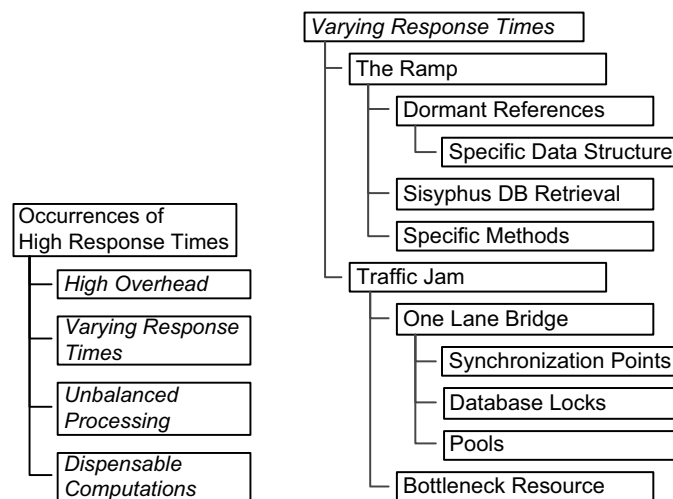 Occurrences of
High Response Times
High Overhead
Varying Response
Times
Unbalanced
Processing
Dispensable
Computations
Varying Response Times
The Ramp
Dormant References
Specific Data Structure
Sisyphus DB Retrieval
Specific Methods
Traffic Jam
One Lane Bridge
Synchronization Points
Database Locks
Pools
Bottleneck Resource